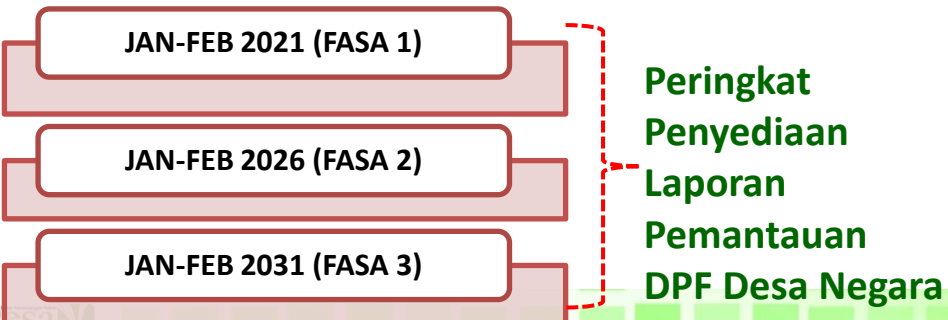 JAN-FEB 2021 (FASA 1)
JAN-FEB 2026 (FASA 2)
JAN-FEB 2031 (FASA 3)
Peringkat
Penyediaan
Laporan
Pemantauan
DPF Desa Negara